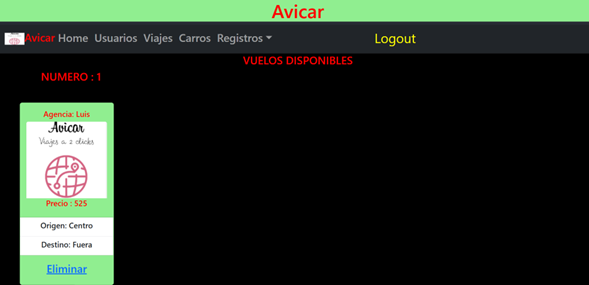 Avicar
Avicar Home Usuarios Viajes Carros Registros Logout
VUELOS DISPONIBLES
NUMERO : 1
Agencia: Luis
Avicar
Viajes a 2 clicks
Precio : 525
Origen: Centro
Destino: Fuera
Eliminar